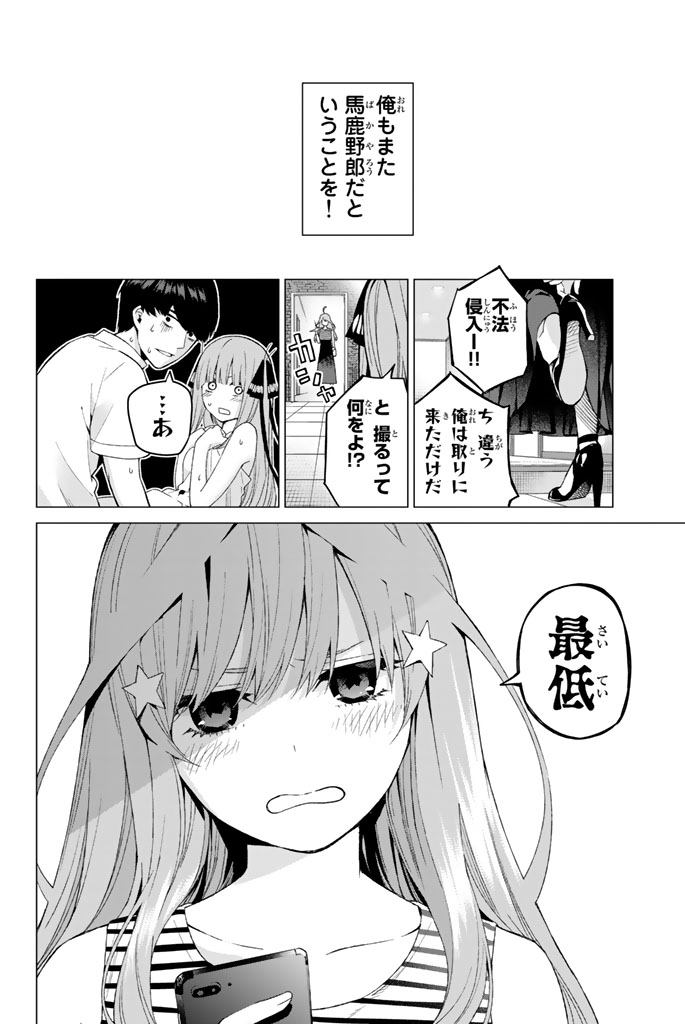 俺もまた
馬鹿野郎だと
いうことを！
不法
侵入ー!!
ち 違う
俺は取りに
来ただけだ
ガシャ
と 撮るって
何をよ!?
…あ
最低